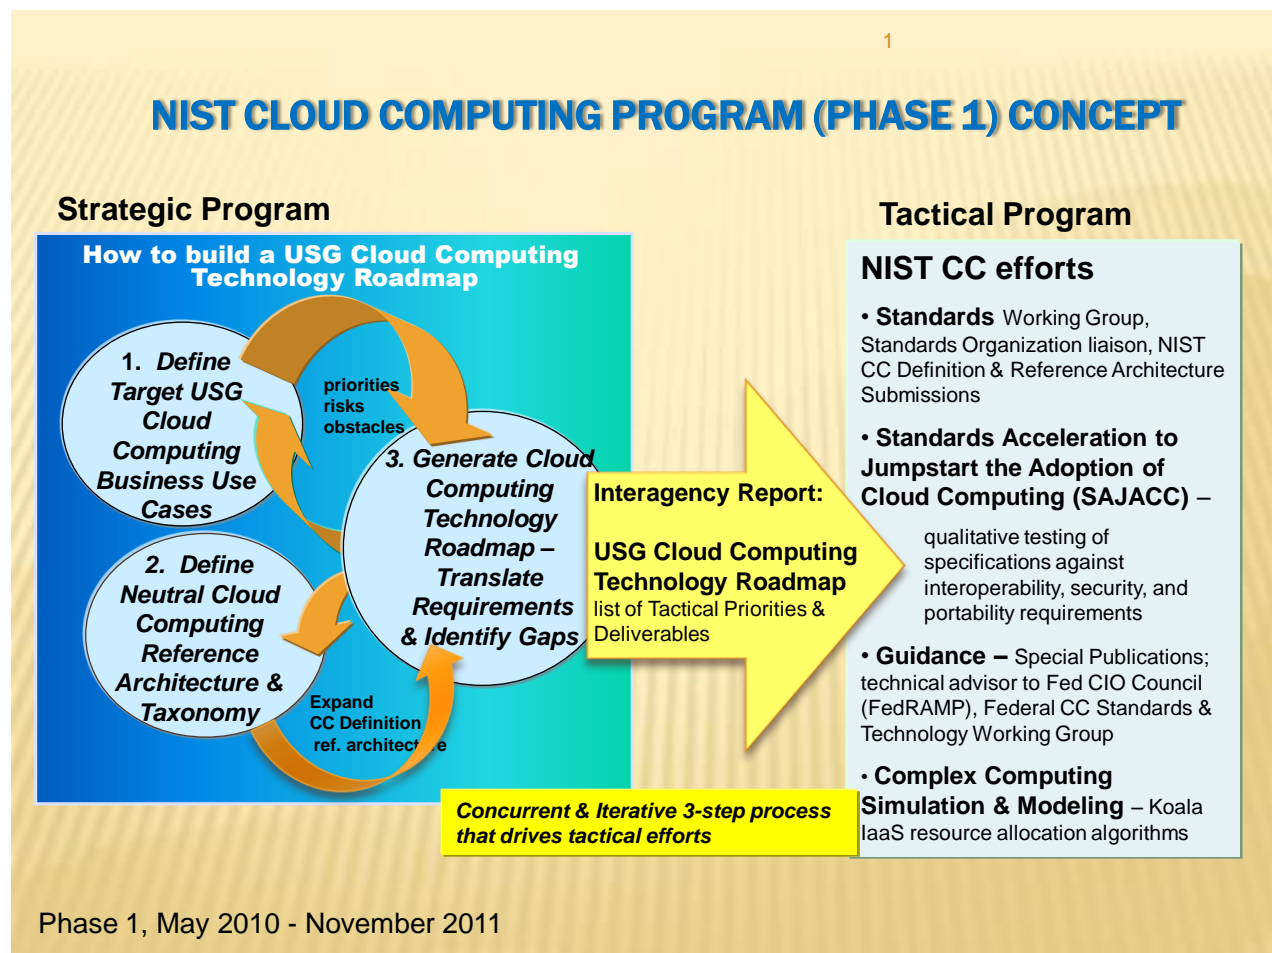 1
NIST CLOUD COMPUTING PROGRAM (PHASE 1) CONCEPT
Strategic Program
How to build a USG Cloud Computing
Technology Roadmap
1. Define
Target USG
Cloud
Computing
Business Use
Cases
priorities
risks
obstacles
2. Define
Neutral Cloud
Computing
Reference
Architecture &
Taxonomy
3. Generate Cloud
Computing
Technology
Roadmap –
Translate
Requirements
& Identify Gaps
Expand
CC Definition
ref. architecture
Interagency Report:
USG Cloud Computing
Technology Roadmap
list of Tactical Priorities &
Deliverables
Concurrent & Iterative 3-step process
that drives tactical efforts
Tactical Program
NIST CC efforts
• Standards Working Group,
Standards Organization liaison, NIST
CC Definition & Reference Architecture
Submissions
• Standards Acceleration to
Jumpstart the Adoption of
Cloud Computing (SAJACC) –
qualitative testing of
specifications against
interoperability, security, and
portability requirements
• Guidance – Special Publications;
technical advisor to Fed CIO Council
(FedRAMP), Federal CC Standards &
Technology Working Group
• Complex Computing
Simulation & Modeling – Koala
IaaS resource allocation algorithms
Phase 1, May 2010 - November 2011